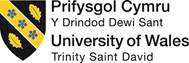 Prifysgol Cymru
Y Drindod Dewi Sant
University of Wales
Trinity Saint David